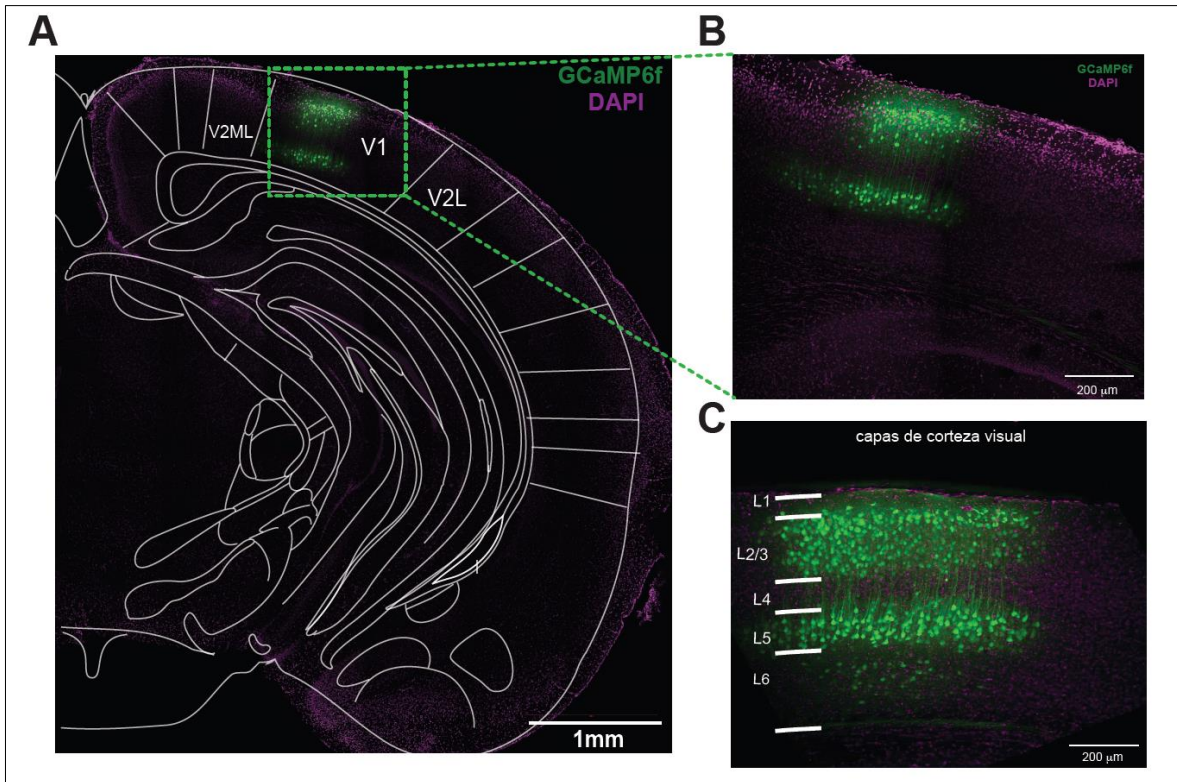 A
GCaMP6f
DAPI
V2ML
V1
V2L
1mm
B
GCaMP6f
DAPI
200 µm
C
capas de corteza visual
L1
L2/3
L4
L5
L6
200 µm